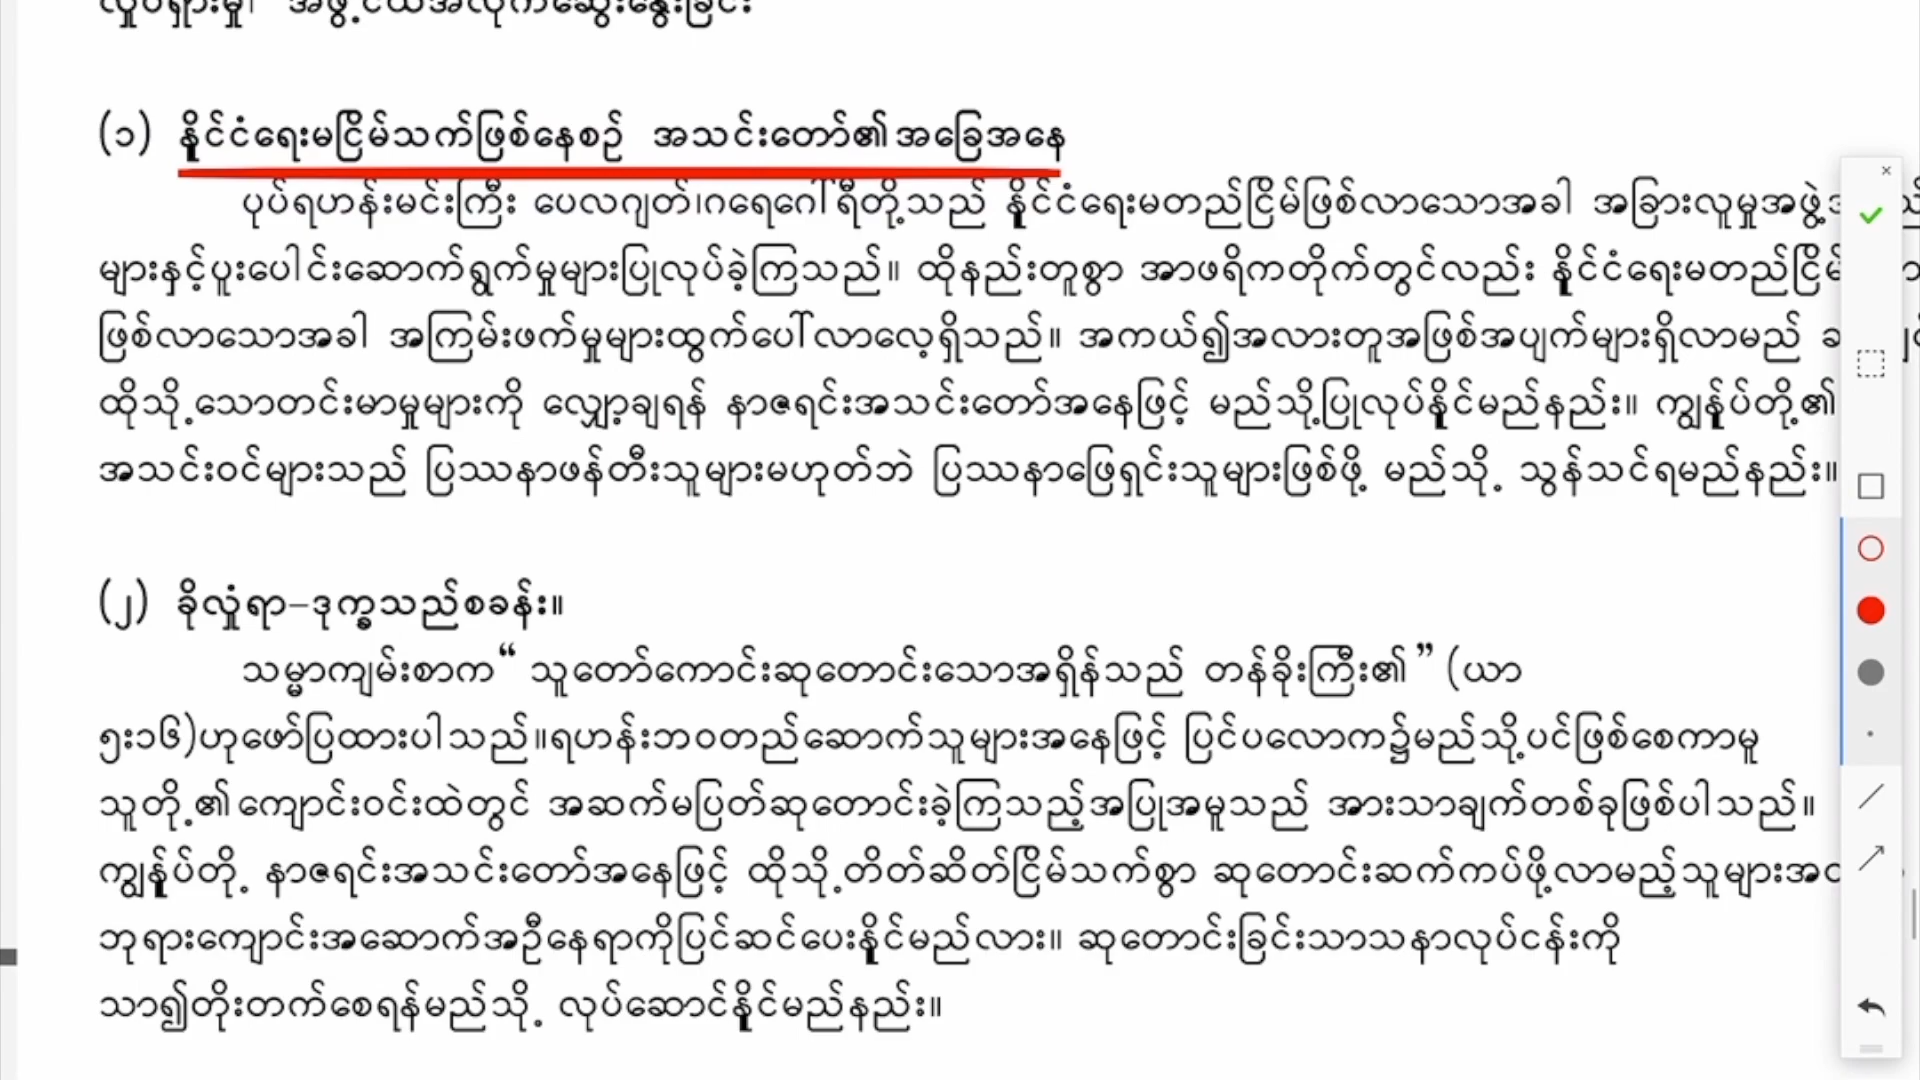 လှုပ်ရှားမှု၊ အဖွဲ့ငယ်အလိုက်ဆွေးနွေးခြင်း
(၁) နိုင်ငံရေးမငြိမ်သက်ဖြစ်နေစဉ် အသင်းတော်၏အခြေအနေ
ပုပ်ရဟန်းမင်းကြီး ပေလဂျတ်၊ဂရေဂေါ်ရီတို့သည် နိုင်ငံရေးမတည်ငြိမ်ဖြစ်လာသောအခါ အခြားလူမှုအဖွဲ့
များနှင့်ပူးပေါင်းဆောက်ရွက်မှုများပြုလုပ်ခဲ့ကြသည်။ ထိုနည်းတူစွာ အာဖရိကတိုက်တွင်လည်း နိုင်ငံရေးမတည်ငြိမ်
ဖြစ်လာသောအခါ အကြမ်းဖက်မှုများထွက်ပေါ်လာလေ့ရှိသည်။ အကယ်၍အလားတူအဖြစ်အပျက်များရှိလာမည်
ထိုသို့သောတင်းမာမှုများကို လျှော့ချရန် နာဇရင်းအသင်းတော်အနေဖြင့် မည်သို့ပြုလုပ်နိုင်မည်နည်း။ ကျွန်ုပ်တို့၏
အသင်းဝင်များသည် ပြဿနာဖန်တီးသူများမဟုတ်ဘဲ ပြဿနာဖြေရှင်းသူများဖြစ်ဖို့ မည်သို့ သွန်သင်ရမည်နည်း။
(၂) ခိုလှုံရာ–ဒုက္ခသည်စခန်း။
သမ္မာကျမ်းစာက“ သူတော်ကောင်းဆုတောင်းသောအရှိန်သည် တန်ခိုးကြီး၏ ” (ယာ
၅း၁၆)ဟုဖော်ပြထားပါသည်။ရဟန်းဘဝတည်ဆောက်သူများအနေဖြင့် ပြင်ပလောက၌မည်သို့ပင်ဖြစ်စေကာမူ
သူတို့၏ကျောင်းဝင်းထဲတွင် အဆက်မပြတ်ဆုတောင်းခဲ့ကြသည့်အပြုအမူသည် အားသာချက်တစ်ခုဖြစ်ပါသည်။
ကျွန်ုပ်တို့ နာဇရင်းအသင်းတော်အနေဖြင့် ထိုသို့တိတ်ဆိတ်ငြိမ်သက်စွာ ဆုတောင်းဆက်ကပ်ဖို့လာမည့်သူများ
ဘုရားကျောင်းအဆောက်အဦနေရာကိုပြင်ဆင်ပေးနိုင်မည်လား။ ဆုတောင်းခြင်းသာသနာလုပ်ငန်းကို
သာ၍တိုးတက်စေရန်မည်သို့ လုပ်ဆောင်နိုင်မည်နည်း။